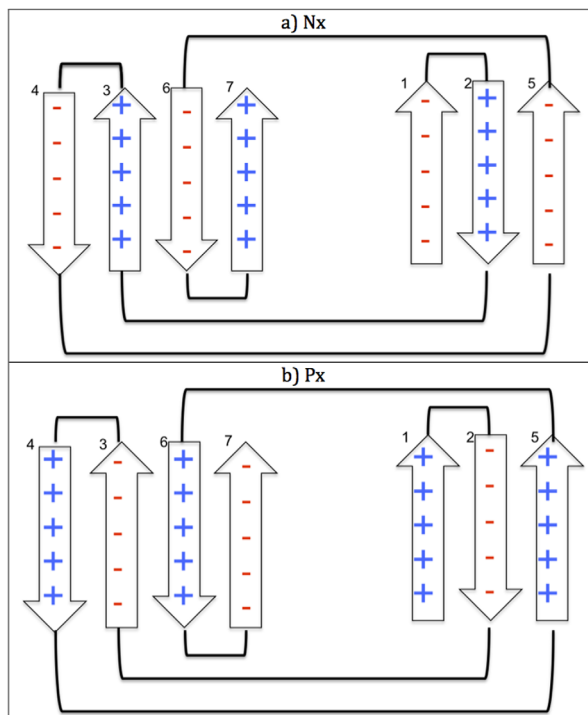 a) Nx
4 3 6 7 1 2 5
- + - + - + -
- + - + - + -
- + - + - + -
- + - + - + -
- + - + - + -
b) Px
4 3 6 7 1 2 5
+ - + - + - +
+ - + - + - +
+ - + - + - +
+ - + - + - +
+ - + - + - +